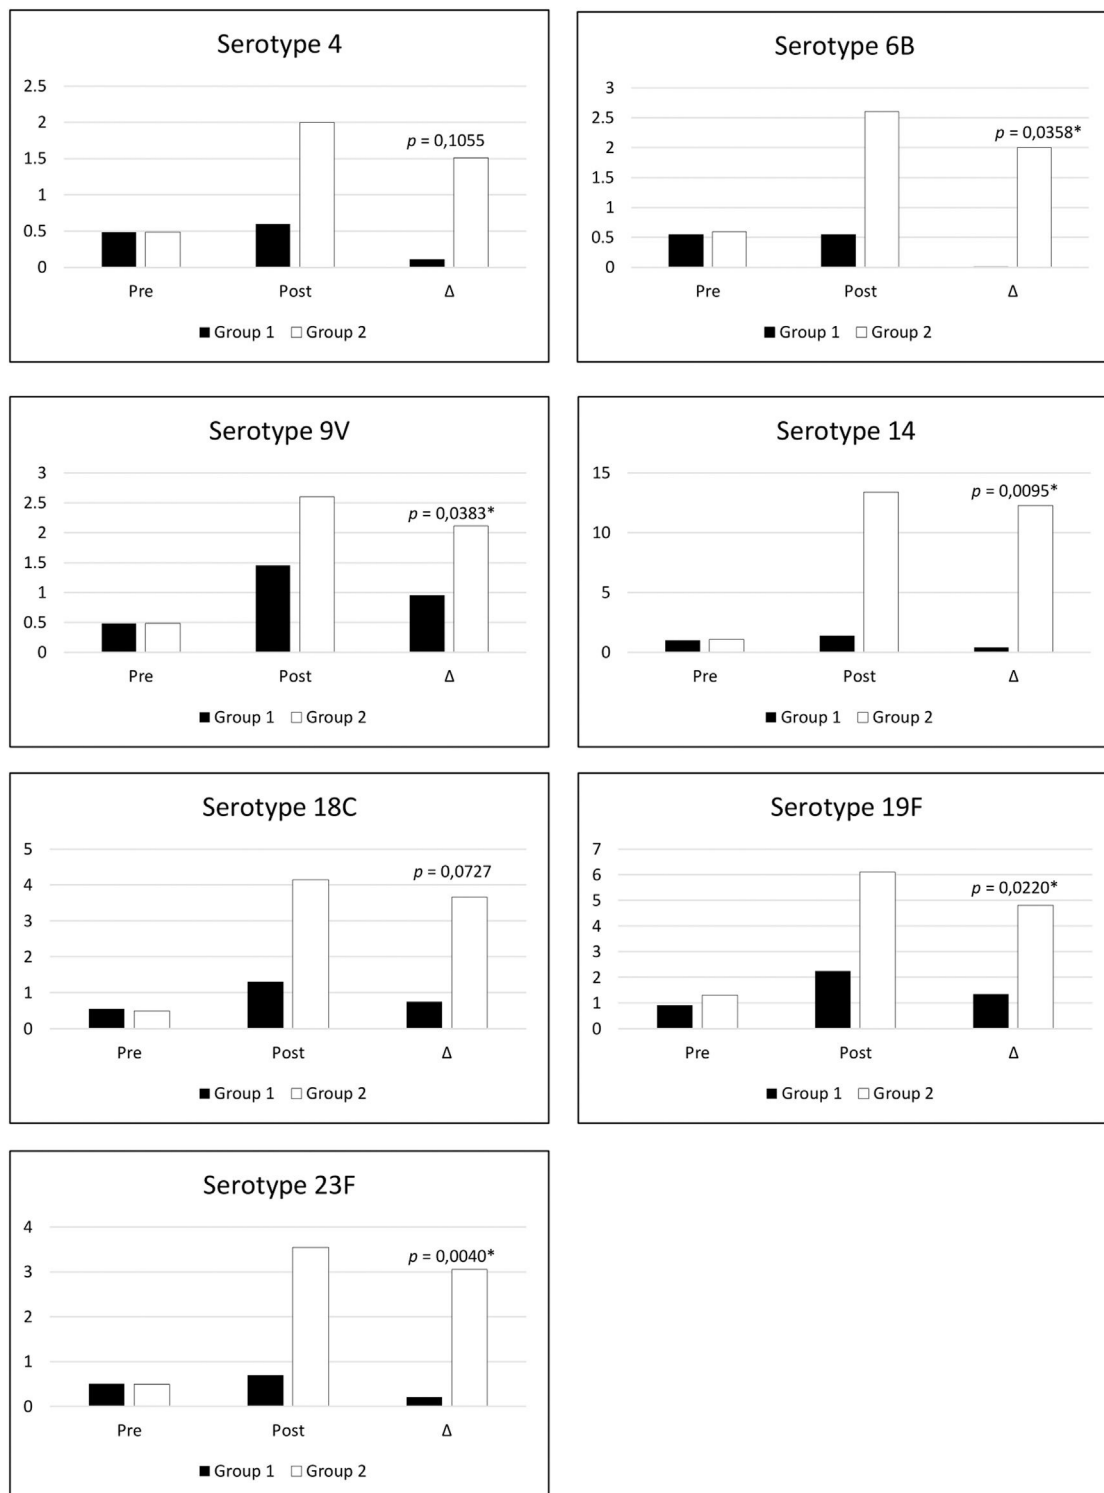 Serotype 4
2.5
2
1.5
1
0.5
0
p = 0,1055
Pre Post Δ
Group 1 Group 2
Serotype 6B
3
2.5
2
1.5
1
0.5
0
p = 0,0358*
Pre Post Δ
Group 1 Group 2
Serotype 9V
3
2.5
2
1.5
1
0.5
0
p = 0,0383*
Pre Post Δ
Group 1 Group 2
Serotype 14
15
10
5
0
p = 0,0095*
Pre Post Δ
Group 1 Group 2
Serotype 18C
5
4
3
2
1
0
p = 0,0727
Pre Post Δ
Group 1 Group 2
Serotype 19F
7
6
5
4
3
2
1
0
p = 0,0220*
Pre Post Δ
Group 1 Group 2
Serotype 23F
4
3
2
1
0
p = 0,0040*
Pre Post Δ
Group 1 Group 2